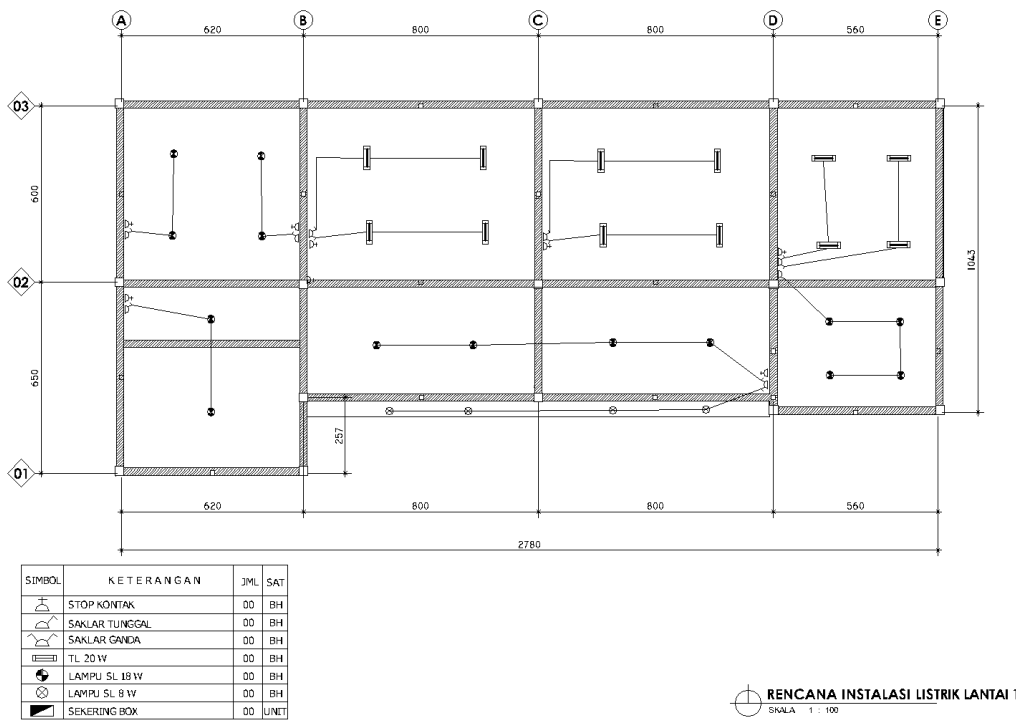 A B C D E
620 800 800 560
03
600
02
650
01
1043
257
620 800 800 560
2780
SIMBOL KETERANGAN JML SAT
STOP KONTAK 00 BH
SAKLAR TUNGGAL 00 BH
SAKLAR GANDA 00 BH
TL 20 W 00 BH
LAMPU SL 18 W 00 BH
LAMPU SL 8 W 00 BH
SEKERING BOX 00 UNIT
RENCANA INSTALASI LISTRIK LANTAI
SKALA 1 : 100